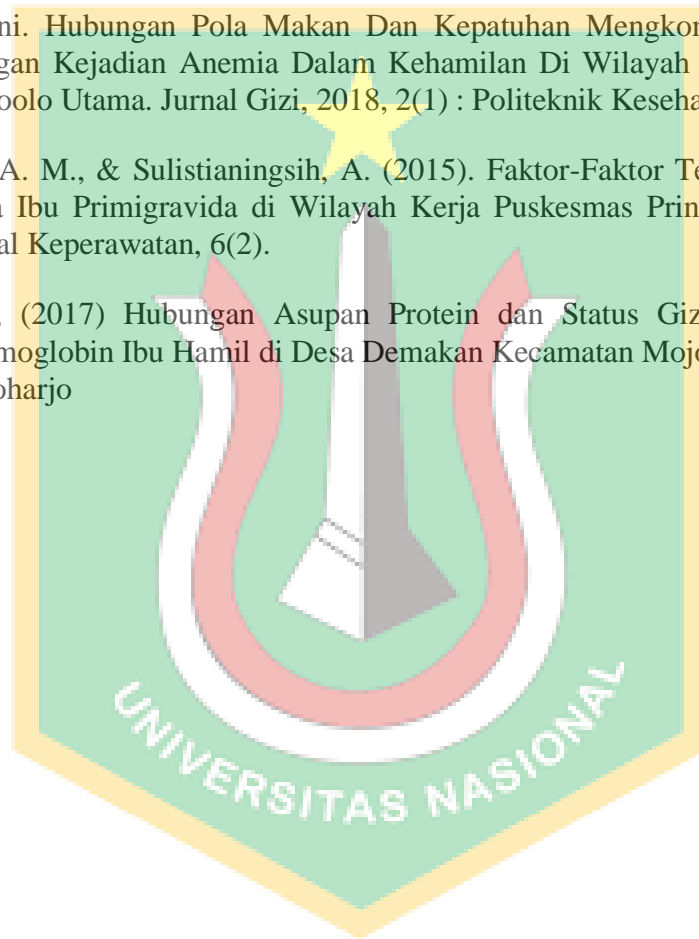 ni. Hubungan Pola Makan Dan Kepatuhan Mengkon
gan Kejadian Anemia Dalam Kehamilan Di Wilayah
oolo Utama. Jurnal Gizi, 2018, 2(1) : Politeknik Keseha
A. M., & Sulistianingsih, A. (2015). Faktor-Faktor Te
a Ibu Primigravida di Wilayah Kerja Puskesmas Prin
al Keperawatan, 6(2).
(2017) Hubungan Asupan Protein dan Status Giz
moglobin Ibu Hamil di Desa Demakan Kecamatan Mojo
oharjo
UNIVERSITAS NASIONAL